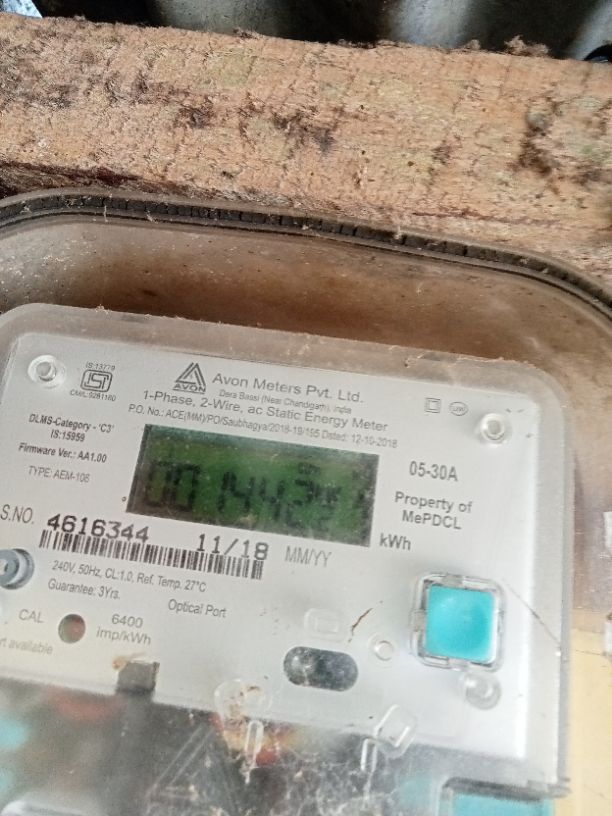 IS:13779
ISI
CM/L:9261160
AVON
Avon Meters Pvt. Ltd.
Dera Bassi (Near Chandigarh), India
1-Phase, 2-Wire, ac Static Energy Meter
P.O. No.: ACE(MM)/PO/Saubhagya/2018-19/195 Dated: 12-10-2018
DLMS-Category - 'C3'
IS:15959
Firmware Ver.: AA1.00
TYPE: AEM-106
05-30A
Property of
MePDCL
kWh
S.NO. 4616344 11/18 MM/YY
240V, 50Hz, CL:1.0, Ref. Temp. 27°C
Guarantee: 3Yrs.
Optical Port
CAL
6400
Imp/kWh
available